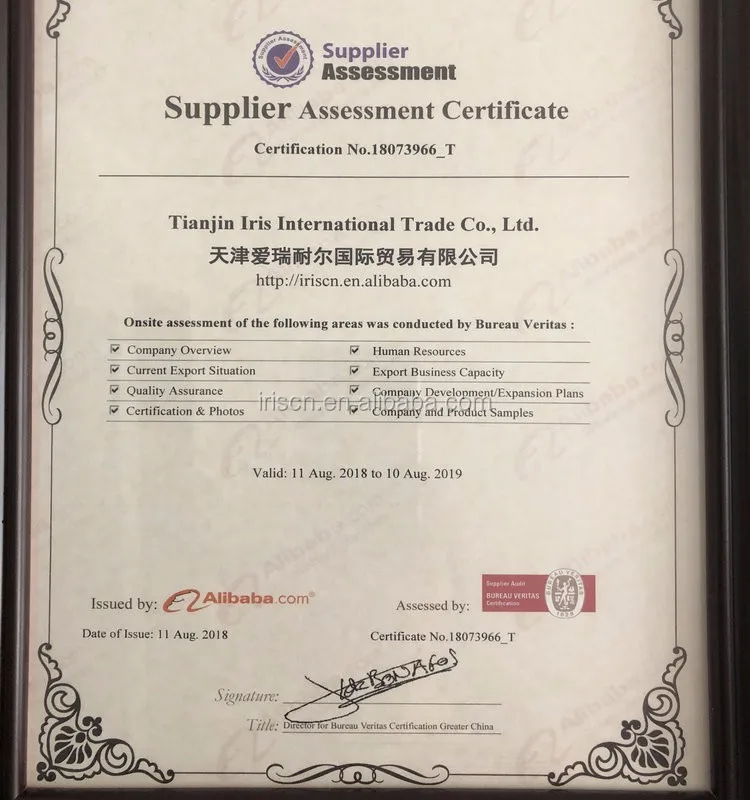 Supplier Assessment
Supplier
Assessment
Supplier Assessment Certificate
Certification No.18073966_T
Tianjin Iris International Trade Co., Ltd.
天津爱瑞耐尔国际贸易有限公司
http://iriscn.en.alibaba.com
Onsite assessment of the following areas was conducted by Bureau Veritas :
Company Overview
Human Resources
Current Export Situation
Export Business Capacity
Quality Assurance
Company Development/Expansion Plans
Certification & Photos
Company and Product Samples
iriscn.en.alibaba.com
Valid: 11 Aug. 2018 to 10 Aug. 2019
Issued by: Alibaba.com®
Assessed by:
Supplier Audit
BUREAU VERITAS
Certification
BUREAU VERITAS
1828
Date of Issue: 11 Aug. 2018
Certificate No.18073966_T
Signature:
Title: Director for Bureau Veritas Certification Greater China